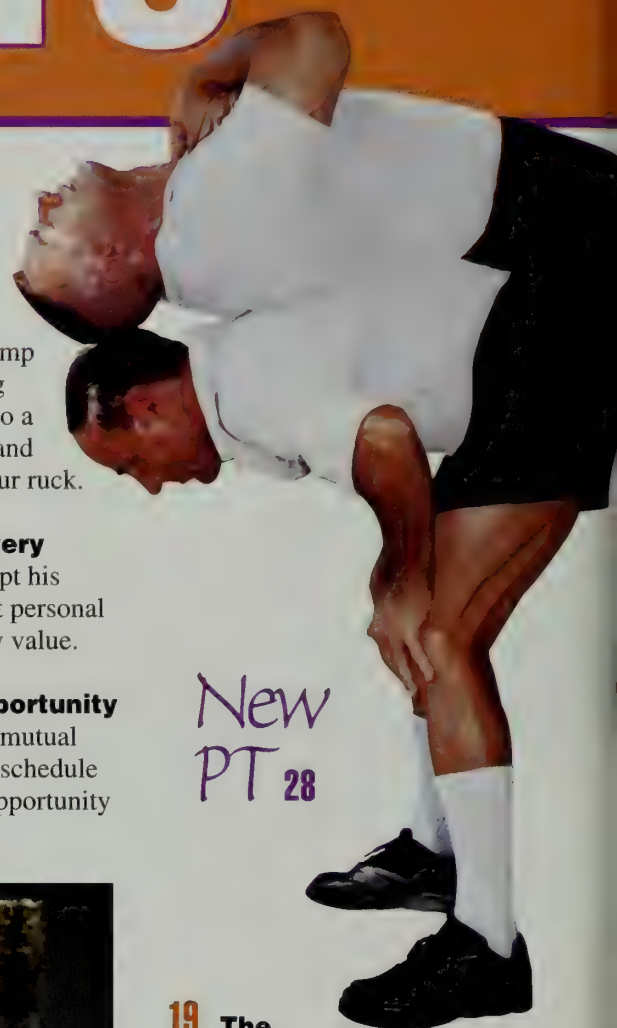 mp
g
o a
and
ur ruck.
ery
pt his
t personal
y value.
portunity
mutual
schedule
pportunity
New
PT 28
19 The